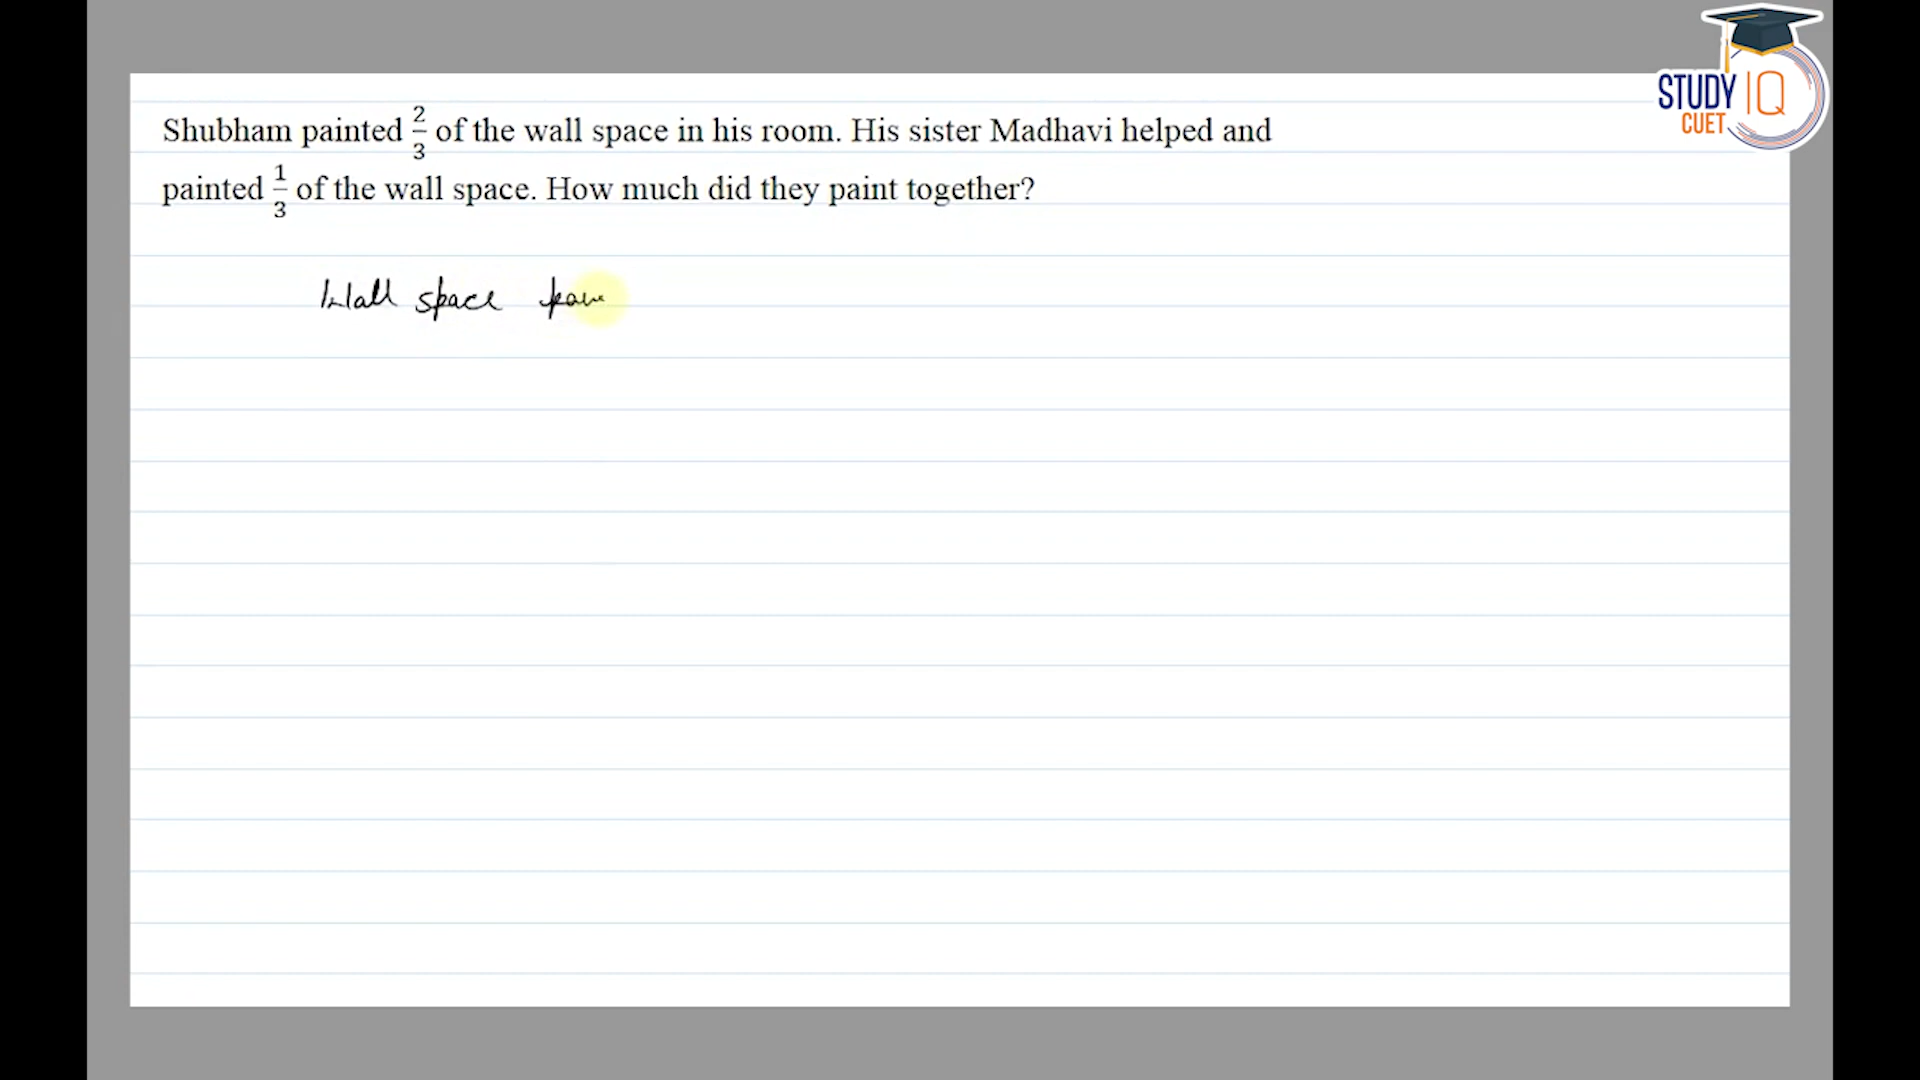 STUDY IQ
CUET
Shubham painted 2/3 of the wall space in his room. His sister Madhavi helped and
painted 1/3 of the wall space. How much did they paint together?
Wall space